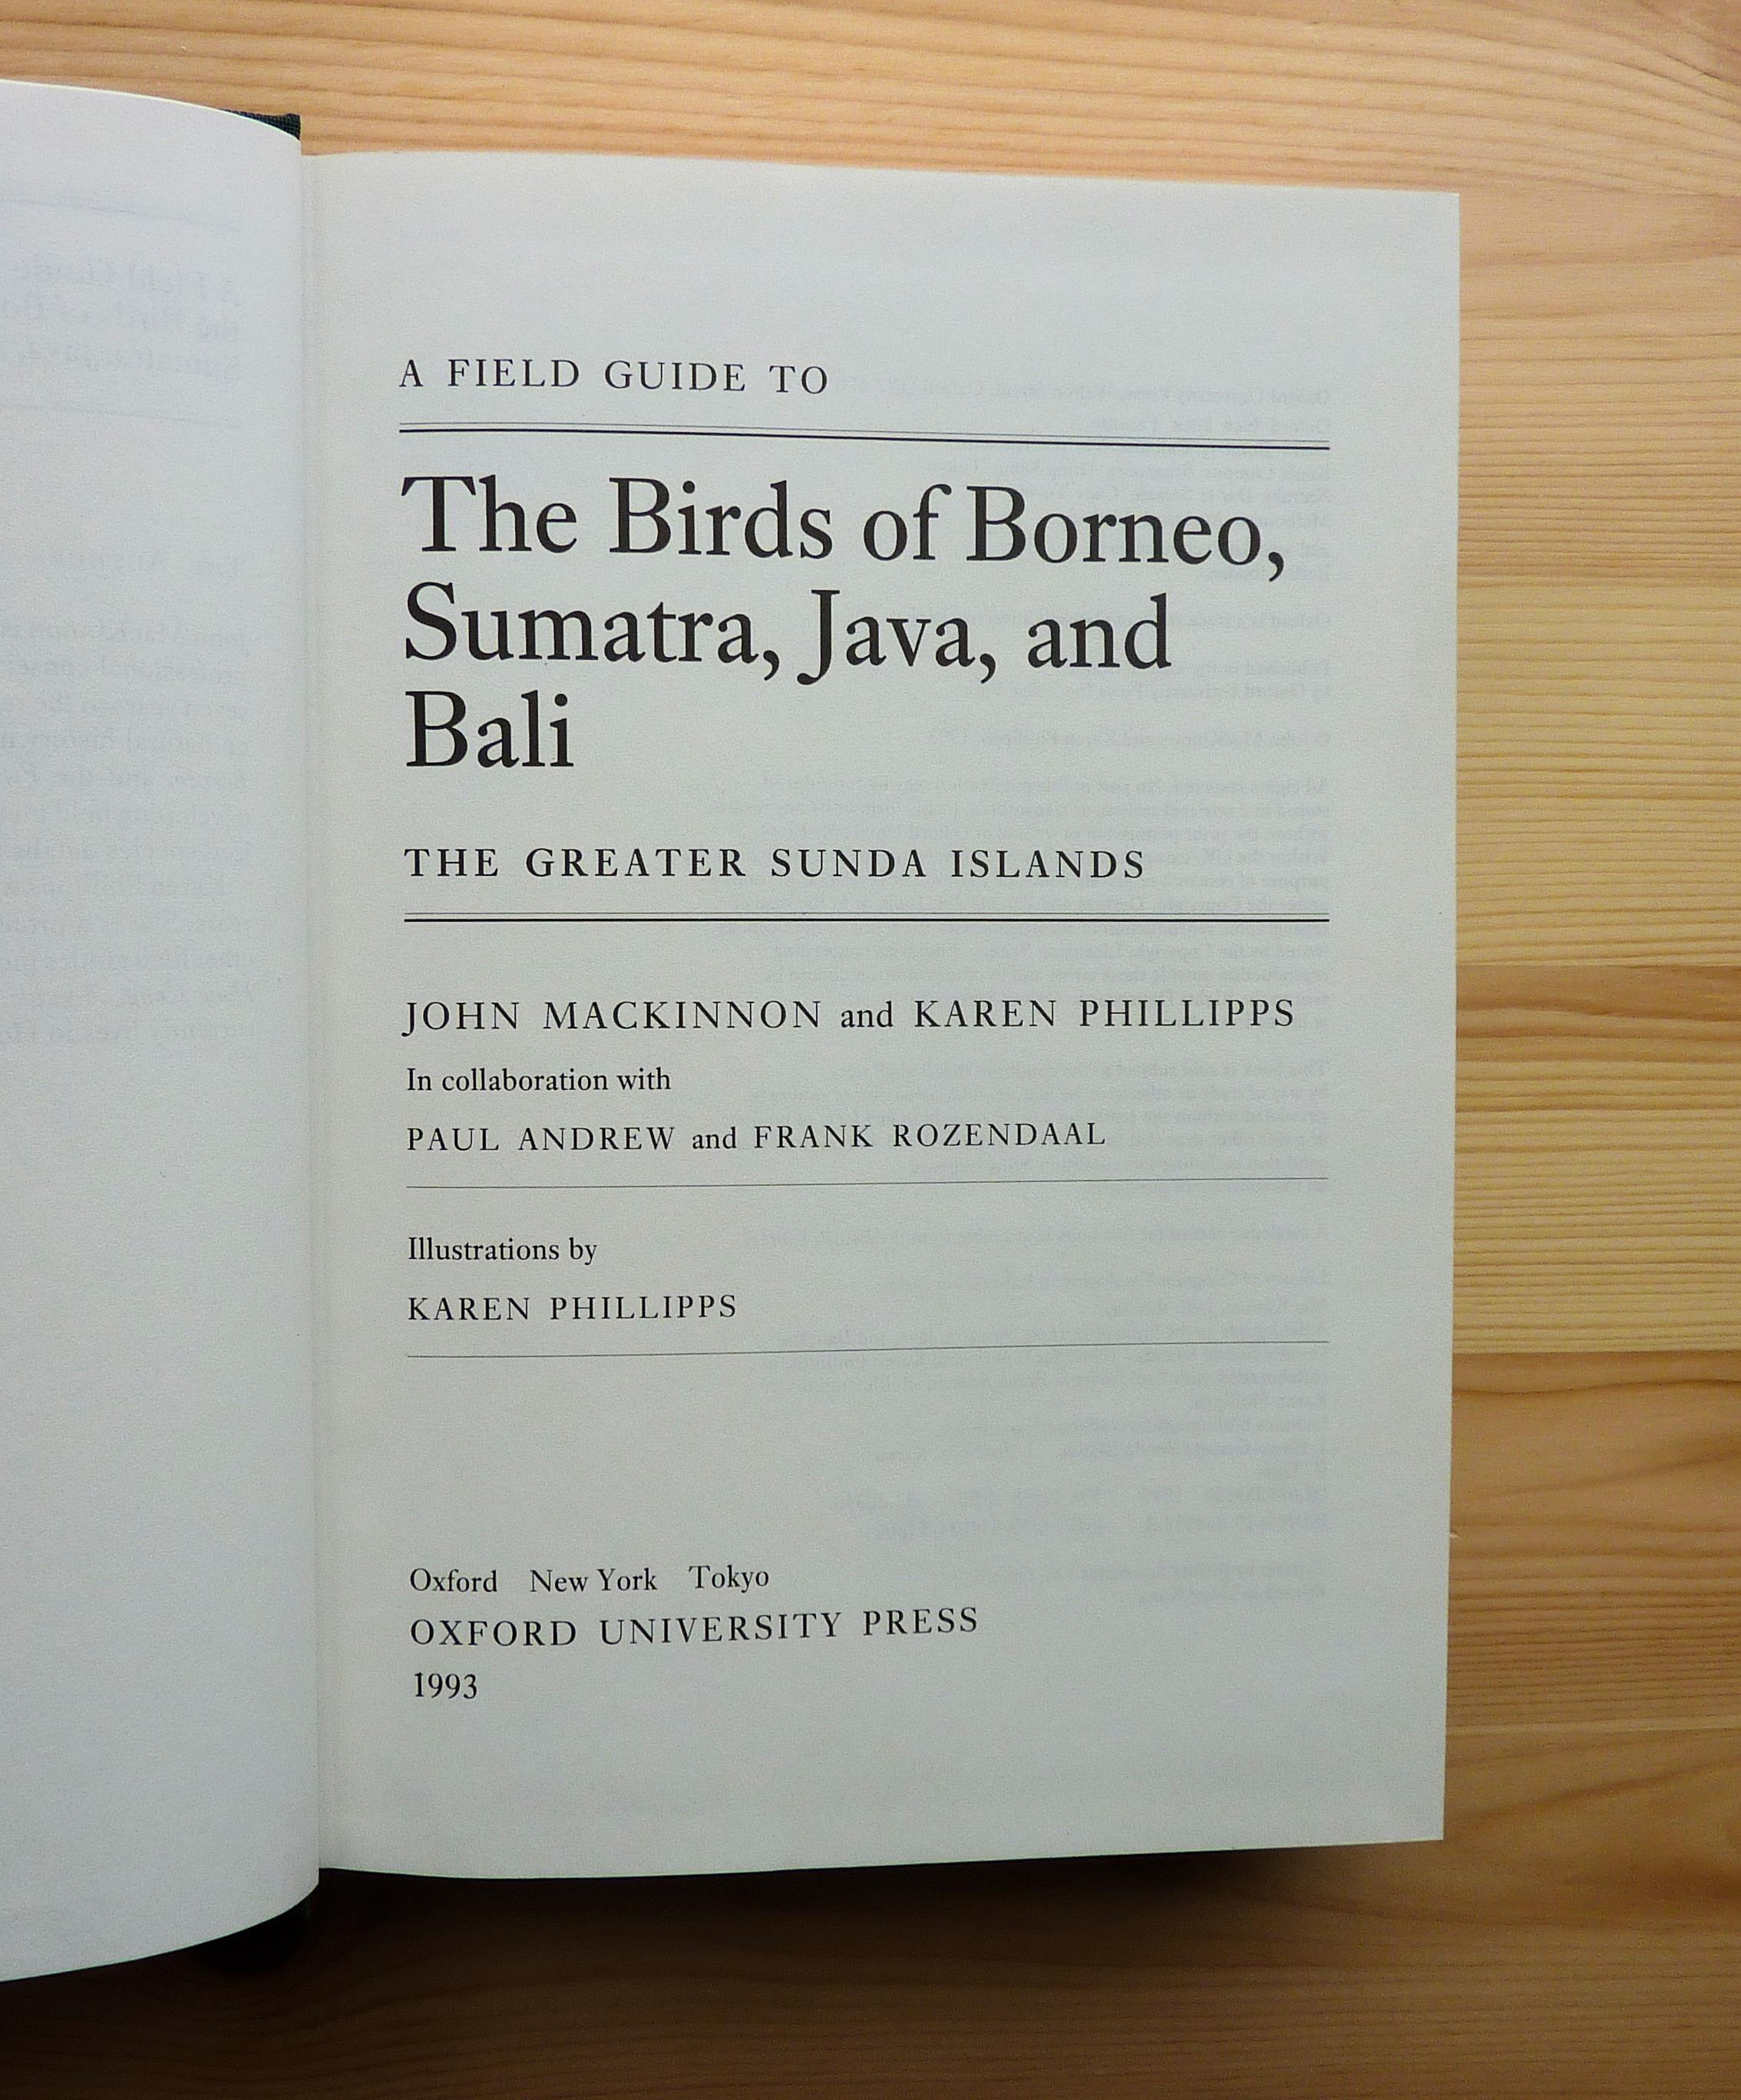 A FIELD GUIDE TO
The Birds of Borneo,
Sumatra, Java, and
Bali
THE GREATER SUNDA ISLANDS
JOHN MACKINNON and KAREN PHILLIPPS
In collaboration with
PAUL ANDREW and FRANK ROZENDAAL
Illustrations by
KAREN PHILLIPPS
Oxford New York Tokyo
OXFORD UNIVERSITY PRESS
1993